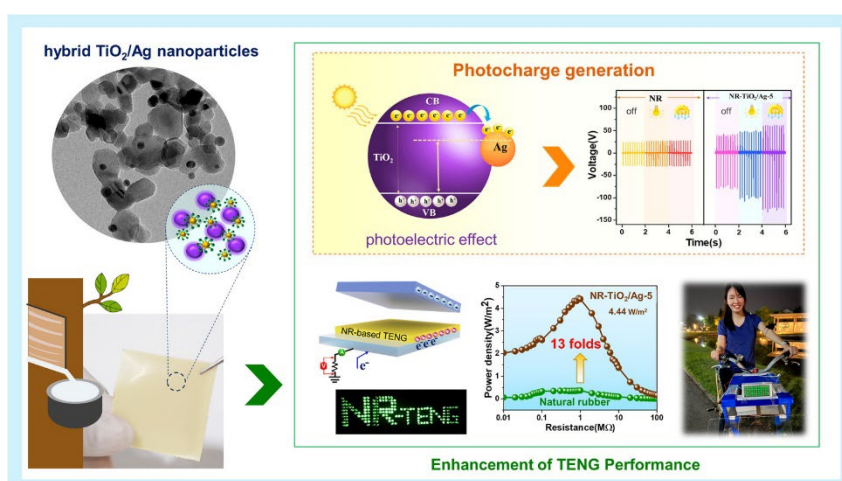 hybrid TiO₂/Ag nanoparticles
Photocharge generation
CB
e⁻ e⁻ e⁻ e⁻ e⁻ e⁻
e⁻ e⁻ e⁻
Ag
TiO₂
h⁺ h⁺ h⁺ h⁺ h⁺
VB
photoelectric effect
NR
NR-TiO₂/Ag-5
off
off
Voltage(V)
100
50
0
-50
-100
-150
0 2 4 6 0 2 4 6
Time(s)
NR-based TENG
e⁻e⁻e⁻
e⁻
NR-TENG
Power density(W/m²)
5
4
3
2
1
0
NR-TiO₂/Ag-5
4.44 W/m²
13 folds
Natural rubber
0.01 0.1 1 10 100
Resistance(MΩ)
Enhancement of TENG Performance